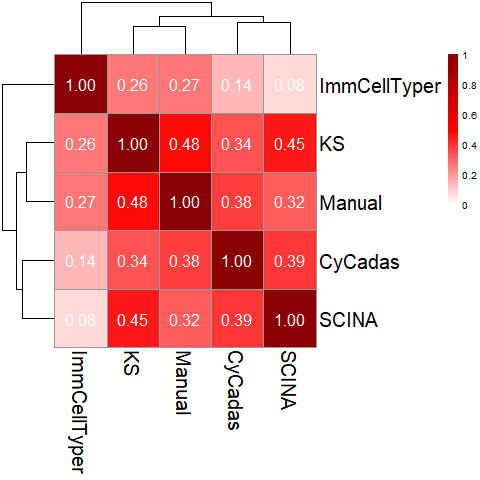 1.00 0.26 0.27 0.14 0.08 ImmCellTyper
0.26 1.00 0.48 0.34 0.45 KS
0.27 0.48 1.00 0.38 0.32 Manual
0.14 0.34 0.38 1.00 0.39 CyCadas
0.08 0.45 0.32 0.39 1.00 SCINA
ImmCellTyper
KS
Manual
CyCadas
SCINA
1
0.8
0.6
0.4
0.2
0